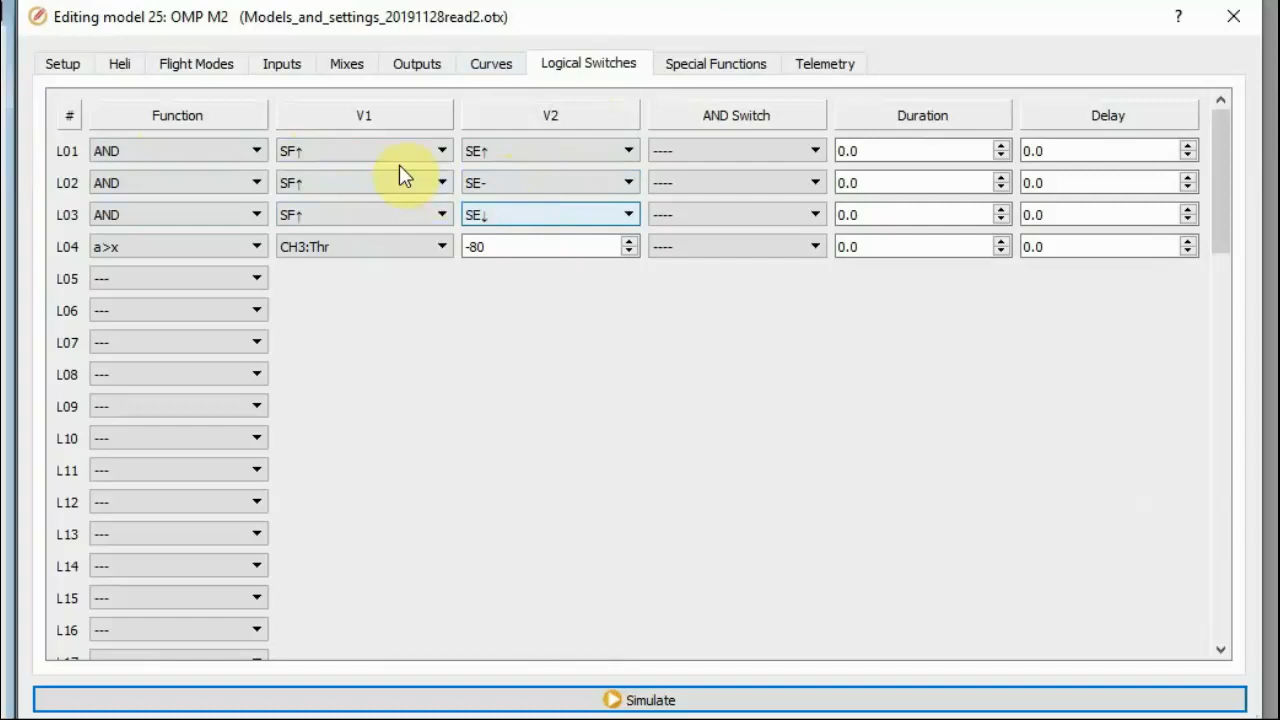 Editing model 25: OMP M2 (Models_and_settings_20191128read2.otx) ?
Setup Heli Flight Modes Inputs Mixes Outputs Curves Logical Switches Special Functions Telemetry
# Function V1 V2 AND Switch Duration Delay
L01 AND SF↑ SE↑ ---- 0.0 0.0
L02 AND SF↑ SE- ---- 0.0 0.0
L03 AND SF↑ SE↓ ---- 0.0 0.0
L04 a>x CH3:Thr -80 ---- 0.0 0.0
L05 ---
L06 ---
L07 ---
L08 ---
L09 ---
L10 ---
L11 ---
L12 ---
L13 ---
L14 ---
L15 ---
L16 ---
Simulate